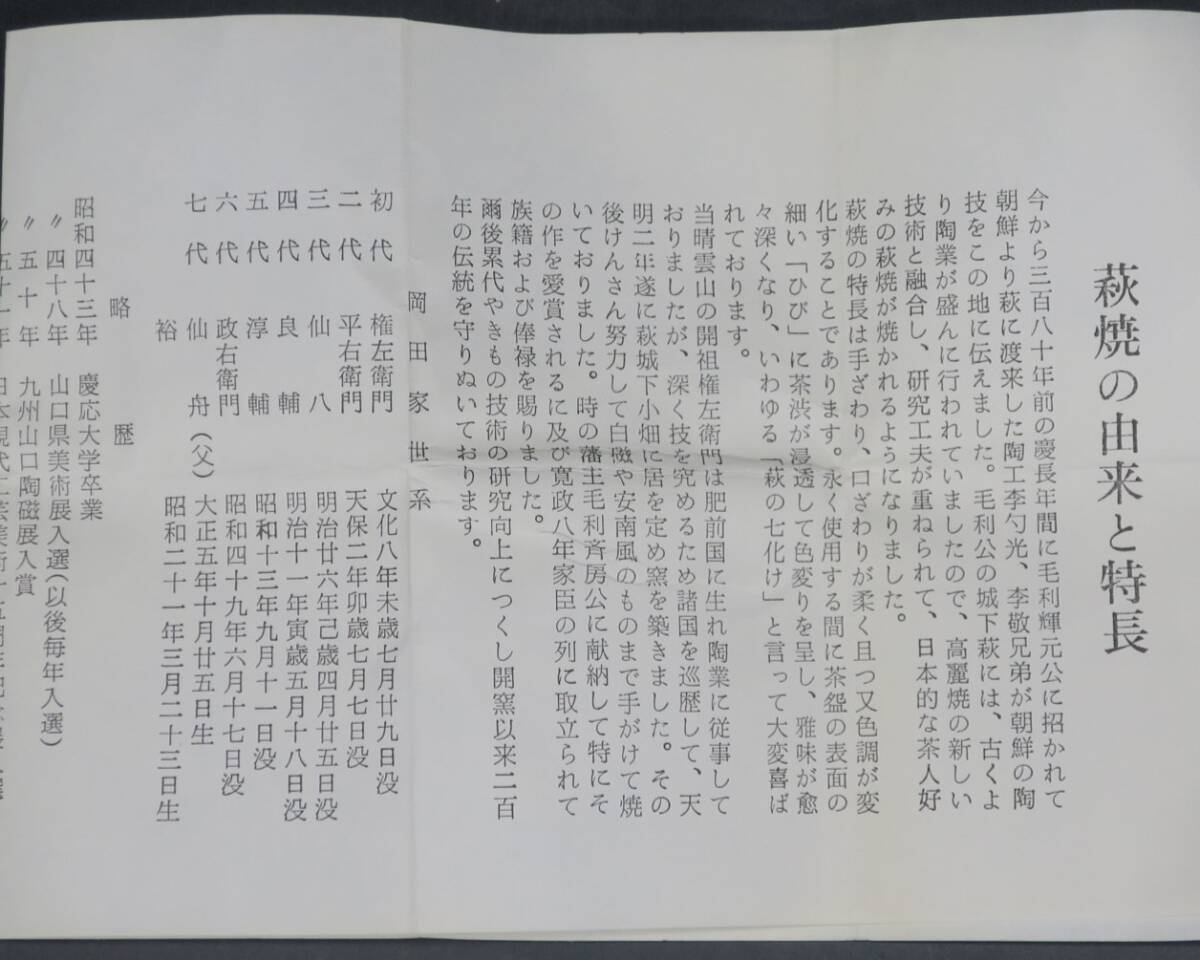 萩焼の由来と特長
今から三百八十年前の慶長年間に毛利輝元公に招かれて
朝鮮より萩に渡来した陶工李勺光、李敬兄弟が朝鮮の陶
技をこの地に伝えました。毛利公の城下萩には、古くよ
り陶業が盛んに行われていましたので、高麗焼の新しい
技術と融合し、研究工夫が重ねられて、日本的な茶人好
みの萩焼が焼かれるようになりました。
萩焼の特長は手ざわり、口ざわりが柔く且つ又色調が変
化することであります。永く使用する間に茶盌の表面の
細い「ひび」に茶渋が浸透して色変りを呈し、雅味が愈
々深くなり、いわゆる「萩の七化け」と言って大変喜ば
れております。
当晴雲山の開祖権左衛門は肥前国に生れ陶業に従事して
おりましたが、深く技を究めるため諸国を巡歴して、天
明二年遂に萩城下小畑に居を定め窯を築きました。その
後けんさん努力して白磁や安南風のものまで手がけて焼
いておりました。時の藩主毛利斉房公に献納して特にそ
の作を愛賞されるに及び寛政八年家臣の列に取立られて
族籍および俸禄を賜りました。
爾後累代やきもの技術の研究向上につくし開窯以来二百
年の伝統を守りぬいております。
岡田家世系
初代 権左衛門 文化八年未歳七月廿九日没
二代 平右衛門 天保二年卯歳七月七日没
三代 仙八 明治廿六年己歳四月廿五日没
四代 良輔 明治十一年寅歳五月十八日没
五代 淳輔 昭和十三年九月十一日没
六代 政右衛門 昭和四十九年六月十七日没
七代 仙舟(父) 大正五年十月廿五日生
裕 昭和二十一年三月二十三日生
略歴
昭和四十三年 慶応大学卒業
〃 四十八年 山口県美術展入選(以後毎年入選)
〃 五十年 九州山口陶磁展入賞
〃 五十一年 日本現代工芸美術十五周年記念展入選